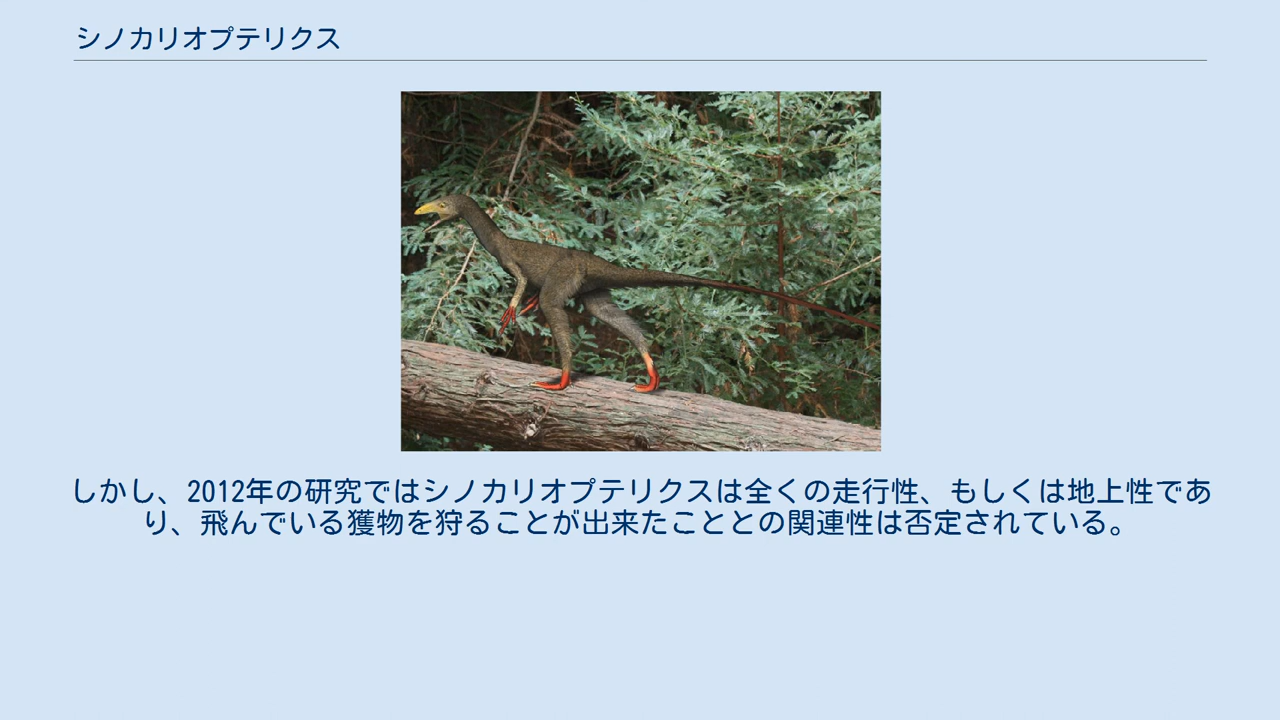 シノカリオプテリクス
しかし、2012年の研究ではシノカリオプテリクスは全くの走行性、もしくは地上性であ
り、飛んでいる獲物を狩ることが出来たこととの関連性は否定されている。